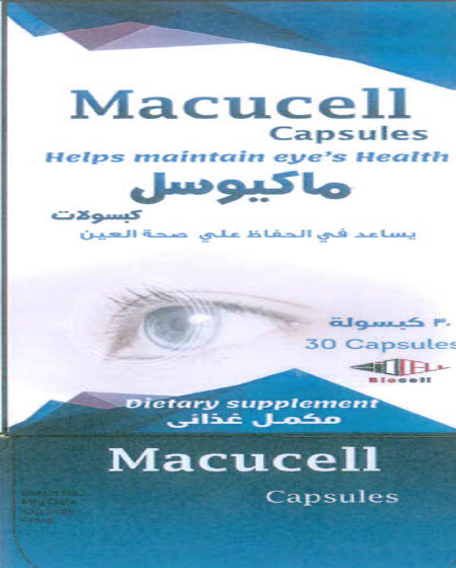 Macucell
Capsules
Helps maintain eye's Health
ماكيوسل
كبسولات
يساعد في الحفاظ علي صحة العين
٣٠ كبسولة
30 Capsules
Biocell
Dietary supplement
مكمل غذائى
Macucell
Capsules